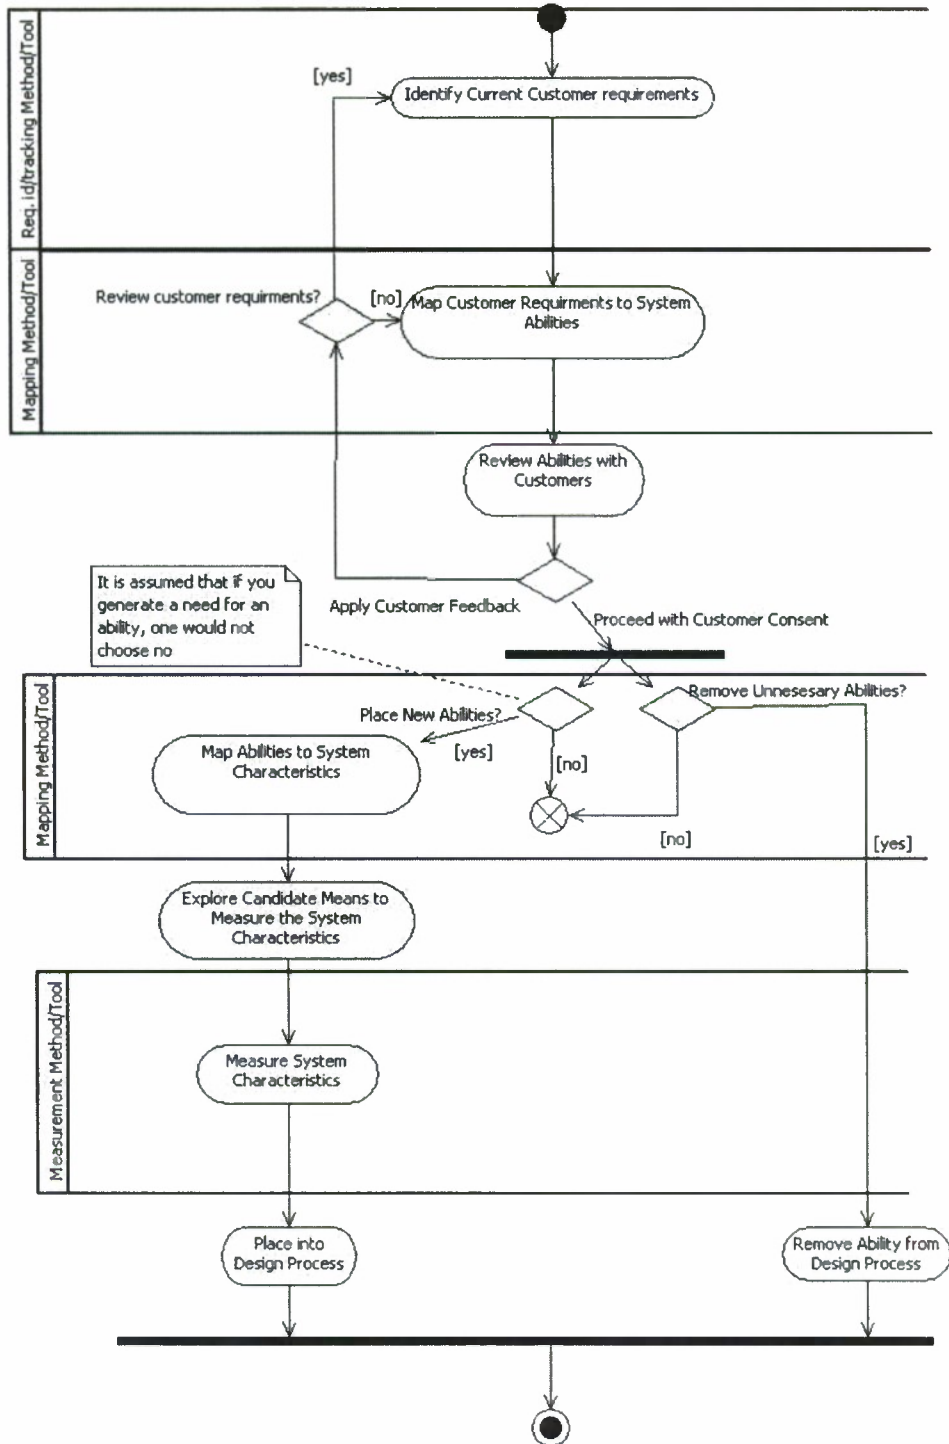 Req. id/tracking Method/Tool
[yes]
Identify Current Customer requirements
Mapping Method/Tool
Review customer requirments?
[no]
Map Customer Requirments to System
Abilities
Review Abilities with
Customers
It is assumed that if you
generate a need for an
ability, one would not
choose no
Apply Customer Feedback
Proceed with Customer Consent
Mapping Method/Tool
Place New Abilities?
Remove Unnesesary Abilities?
[yes]
[no]
Map Abilities to System
Characteristics
[no]
[yes]
Explore Candidate Means to
Measure the System
Characteristics
Measurement Method/Tool
Measure System
Characteristics
Place into
Design Process
Remove Ability from
Design Process